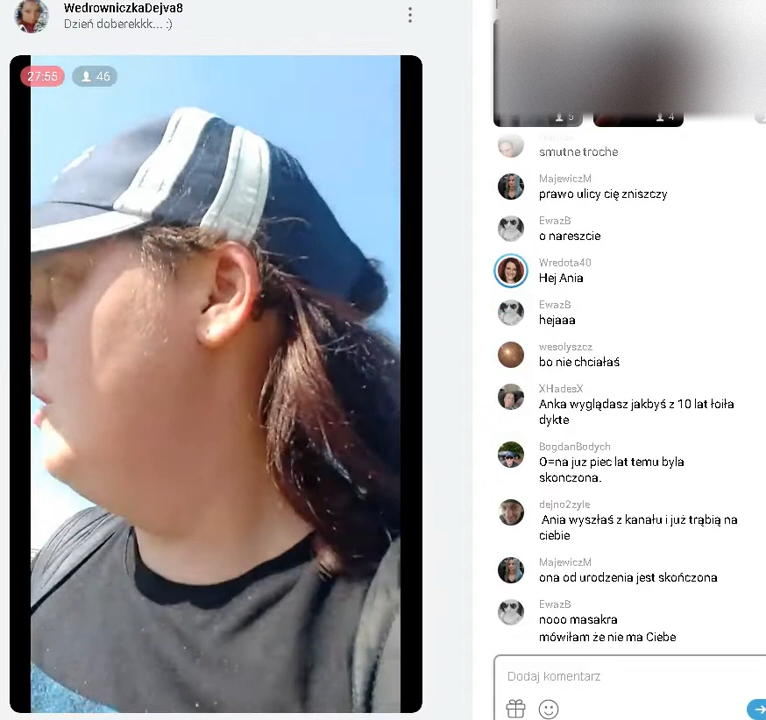 WedrowniczkaDejva8
Dzień doberekkk... :)
27:55
46
5
4
smutne troche
MajewiczM
prawo ulicy cię zniszczy
EwazB
o nareszcie
Wredota40
Hej Ania
EwazB
hejaaa
wesolyszcz
bo nie chciałaś
XHadesX
Anka wyglądasz jakbyś z 10 lat łoiła
dykte
BogdanBodych
O=na juz piec lat temu byla
skonczona.
dejno2zyle
Ania wyszłaś z kanału i już trąbią na
ciebie
MajewiczM
ona od urodzenia jest skończona
EwazB
nooo masakra
mówiłam że nie ma Ciebe
Dodaj komentarz